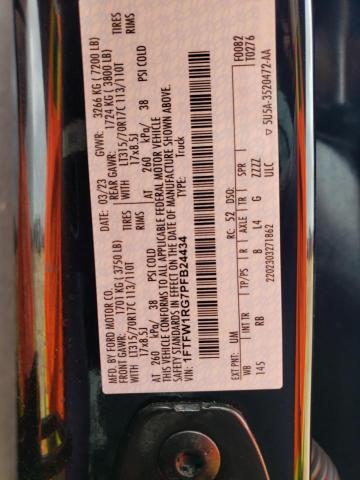 MFD. BY FORD MOTOR CO.
DATE: 03/23 GVWR: 3266 KG ( 7200 LB)
FRONT GAWR: 1701 KG ( 3750 LB) REAR GAWR: 1724 KG ( 3800 LB)
WITH LT315/70R17C 113/110T TIRES WITH LT315/70R17C 113/110T TIRES
17x8.5J RIMS 17x8.5J RIMS
AT 260 kPa/ 38 PSI COLD AT 260 kPa/ 38 PSI COLD
THIS VEHICLE CONFORMS TO ALL APPLICABLE FEDERAL MOTOR VEHICLE
SAFETY STANDARDS IN EFFECT ON THE DATE OF MANUFACTURE SHOWN ABOVE.
VIN: 1FTFW1RG7PFB24434
TYPE: Truck
F0082
T0276
EXT PNT: UM RC: 52 DSO:
WB TP/PS R AXLE TR SPR
145 RB 8 L4 G ZZZZ
ULC
2202303271862
5U5A-3520472-AA